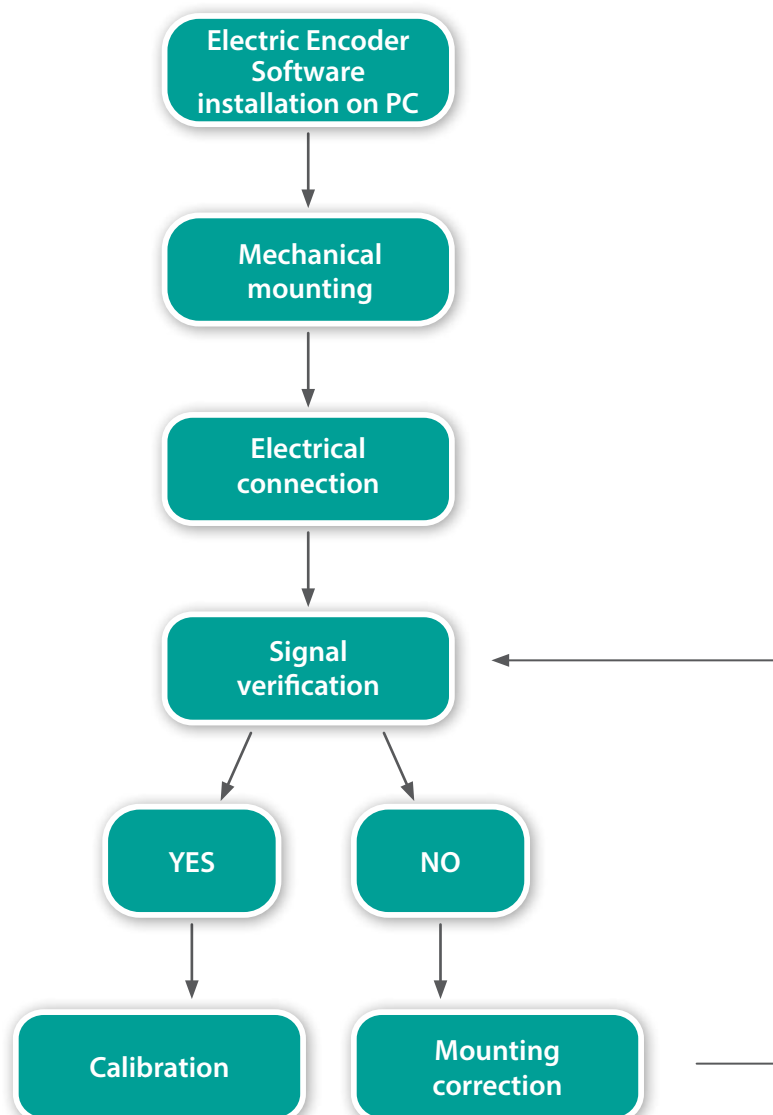 Electric Encoder
Software
installation on PC
Mechanical
mounting
Electrical
connection
Signal
verification
YES
NO
Calibration
Mounting
correction